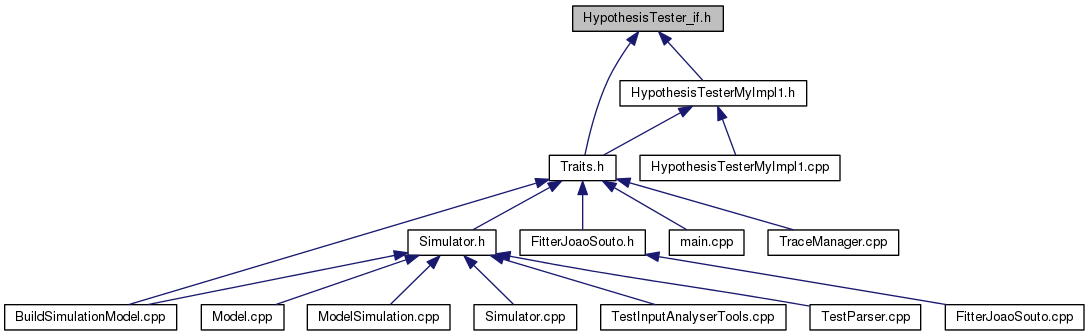 HypothesisTester_if.h
HypothesisTesterMyImpl1.h
Traits.h
HypothesisTesterMyImpl1.cpp
Simulator.h
FitterJoaoSouto.h
main.cpp
TraceManager.cpp
BuildSimulationModel.cpp
Model.cpp
ModelSimulation.cpp
Simulator.cpp
TestInputAnalyserTools.cpp
TestParser.cpp
FitterJoaoSouto.cpp